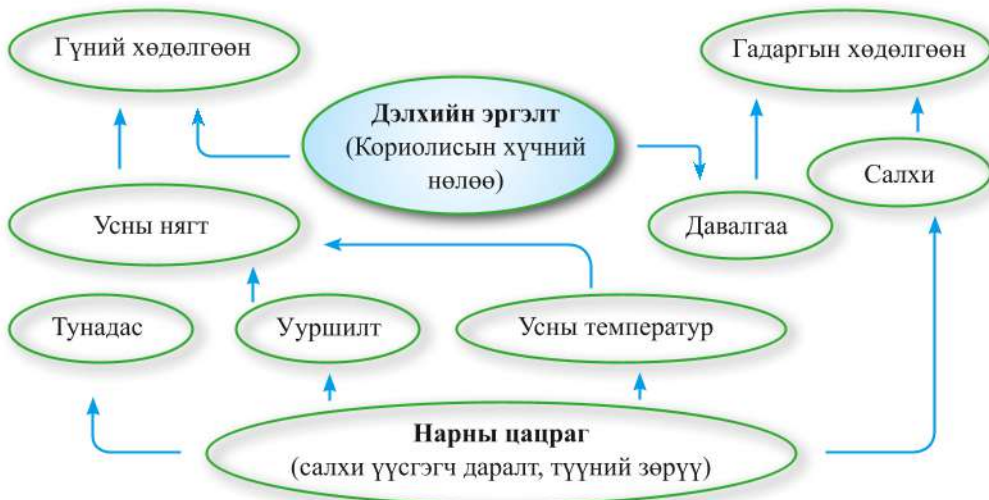 Гүний хөдөлгөөн
Гадаргын хөдөлгөөн
Дэлхийн эргэлт
(Кориолисын хүчний
нөлөө)
Салхи
Усны нягт
Давалгаа
Тунадас
Ууршилт
Усны температур
Нарны цацраг
(салхи үүсгэгч даралт, түүний зөрүү)